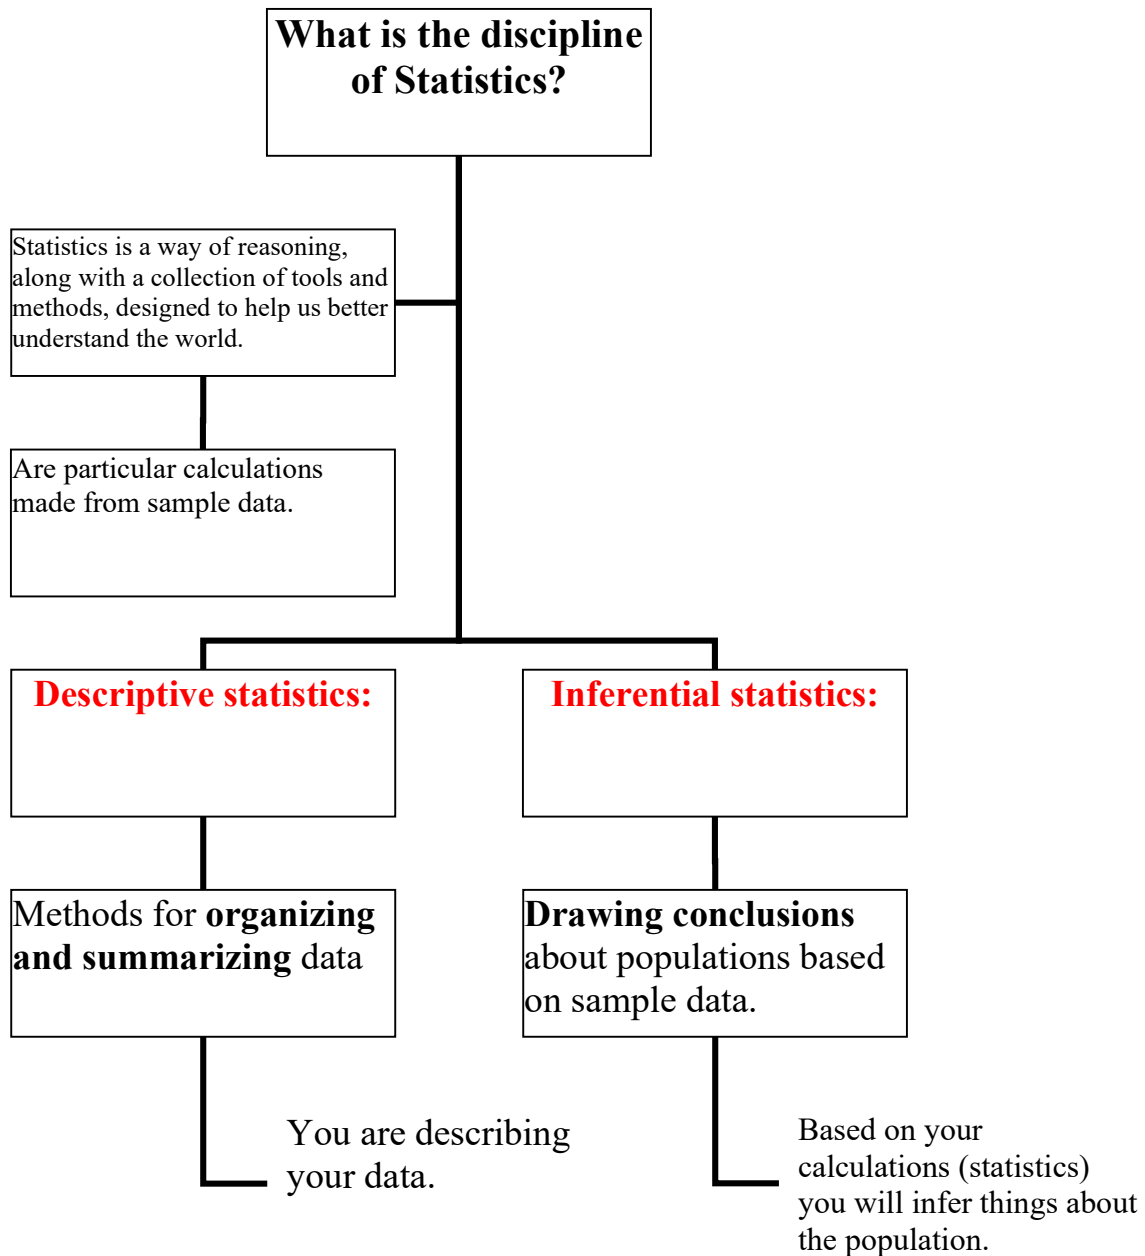 What is the discipline
of Statistics?
Statistics is a way of reasoning,
along with a collection of tools and
methods, designed to help us better
understand the world.
Are particular calculations
made from sample data.
Descriptive statistics:
Inferential statistics:
Methods for organizing
and summarizing data
Drawing conclusions
about populations based
on sample data.
You are describing
your data.
Based on your
calculations (statistics)
you will infer things about
the population.